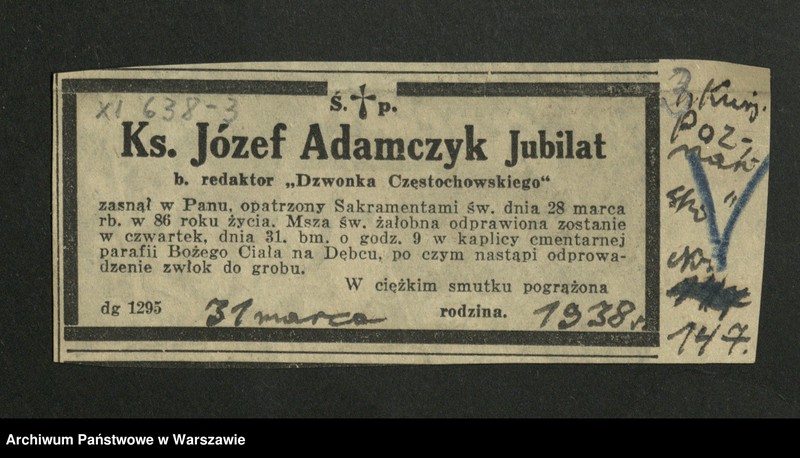 XI 638-3
Ś. † p.
Ks. Józef Adamczyk Jubilat
b. redaktor „Dzwonka Częstochowskiego“
zasnął w Panu, opatrzony Sakramentami św. dnia 28 marca
rb. w 86 roku życia. Msza św. żałobna odprawiona zostanie
w czwartek, dnia 31. bm. o godz. 9 w kaplicy cmentarnej
parafii Bożego Ciała na Dębcu, po czym nastąpi odprowa-
dzenie zwłok do grobu.
W ciężkim smutku pogrążona
dg 1295 rodzina.
31 marca 1938 r.
Kurj.
Poz-
nań-
ski "
Nr.
147.
Archiwum Państwowe w Warszawie